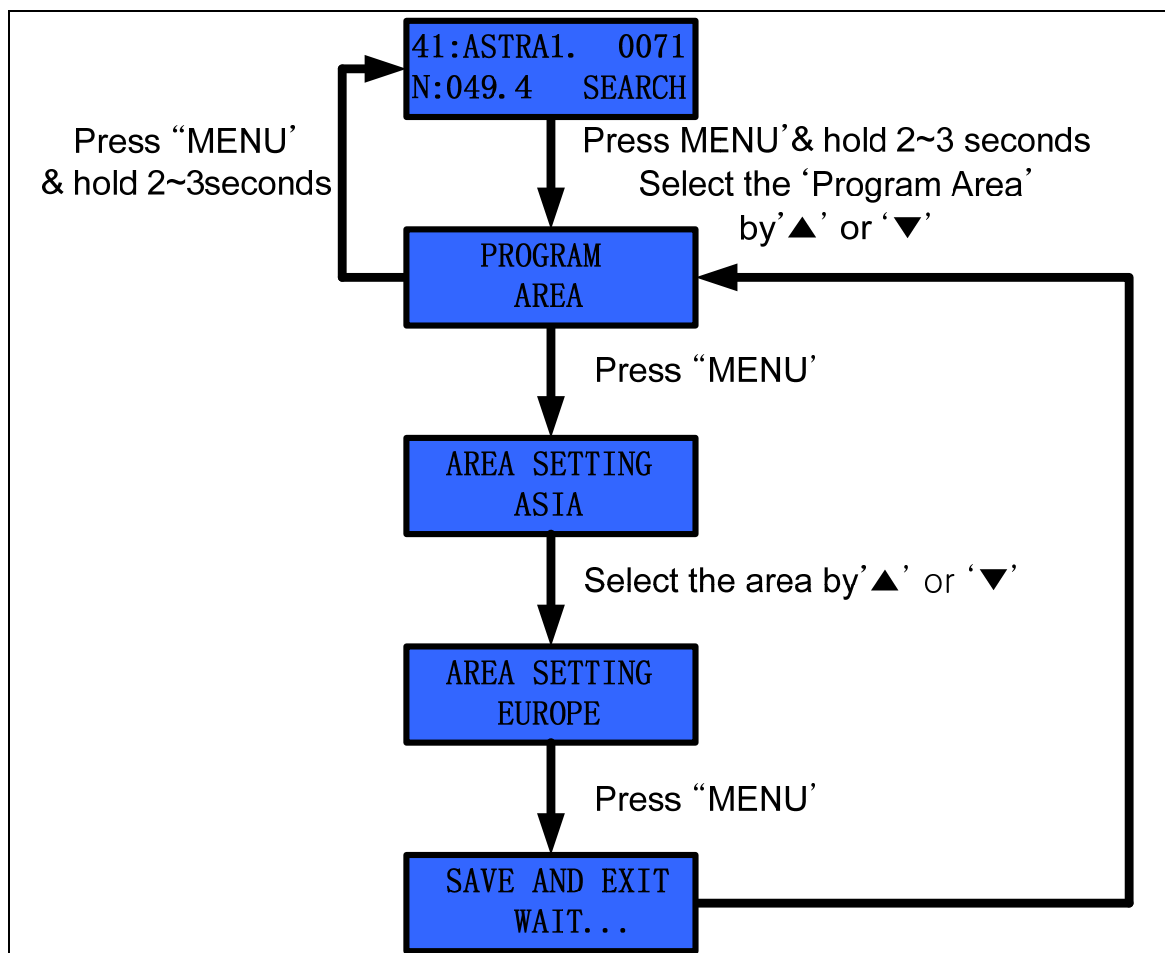 41:ASTRA1. 0071
N:049.4 SEARCH
Press “MENU’
& hold 2~3seconds
Press MENU’& hold 2~3 seconds
Select the ‘Program Area’
by’▲’ or ‘▼’
PROGRAM
AREA
Press “MENU’
AREA SETTING
ASIA
Select the area by’▲’ or ‘▼’
AREA SETTING
EUROPE
Press “MENU’
SAVE AND EXIT
WAIT...